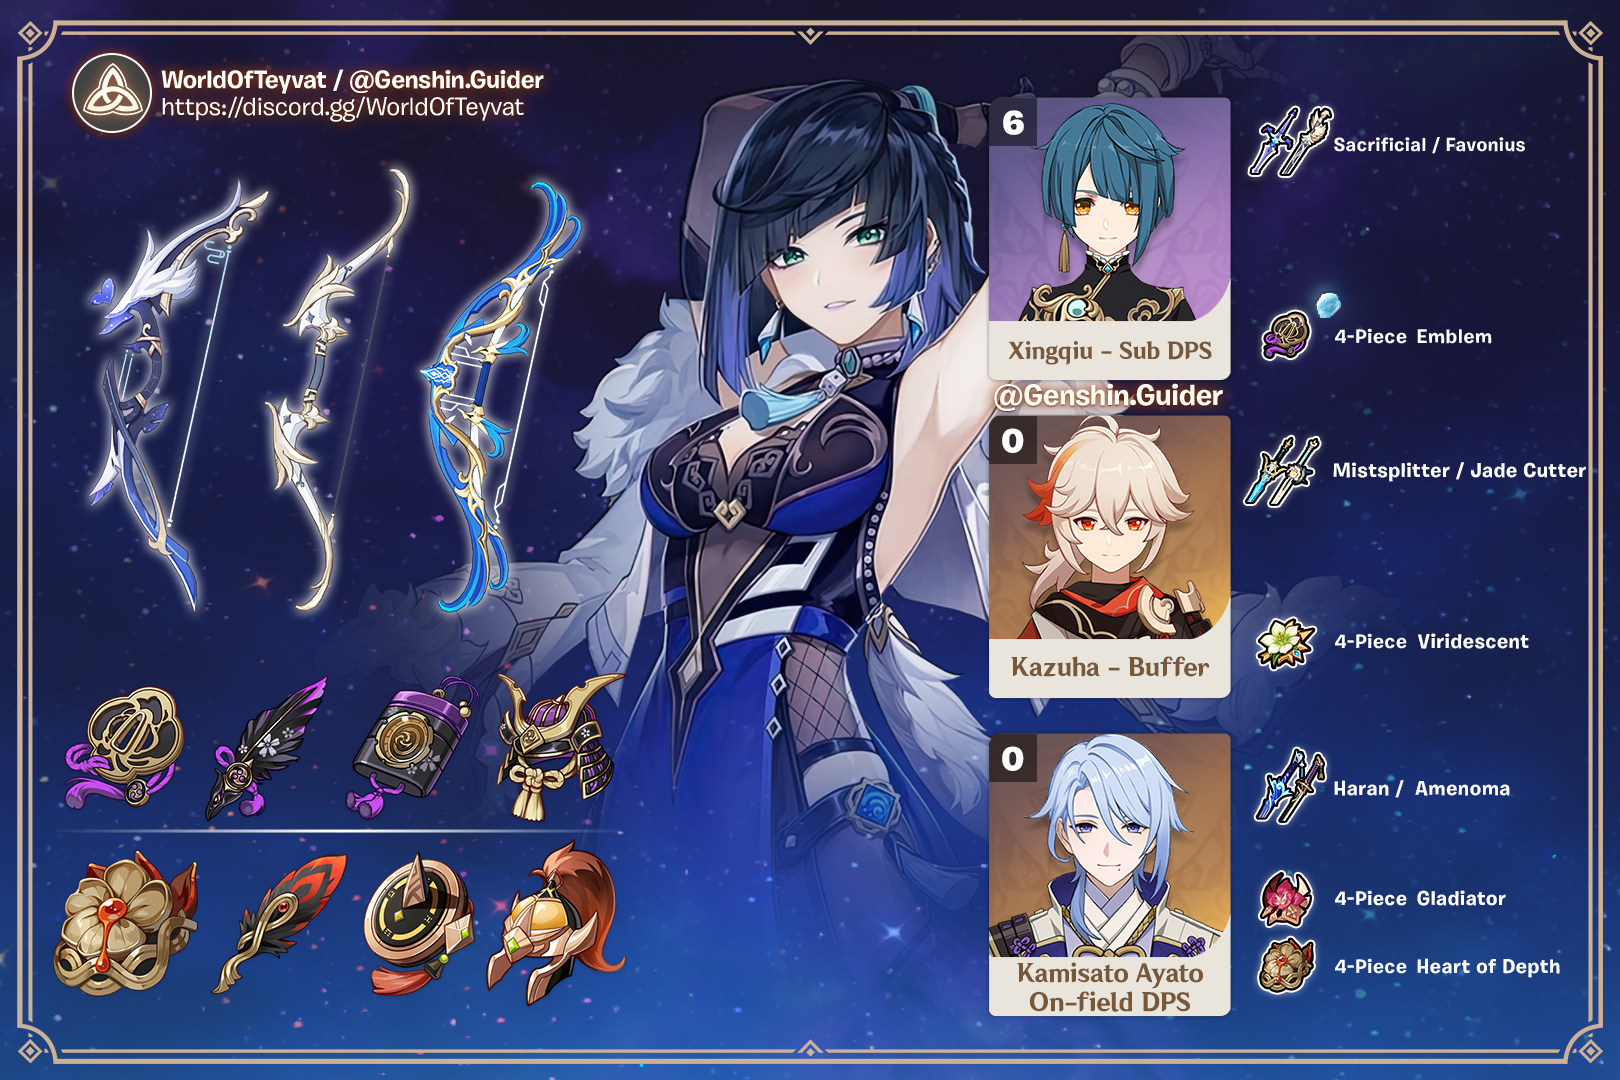 WorldOfTeyvat / @Genshin.Guider
https://discord.gg/WorldOfTeyvat
6
Xingqiu - Sub DPS
Sacrificial / Favonius
4-Piece Emblem
@Genshin.Guider
0
Kazuha - Buffer
Mistsplitter / Jade Cutter
4-Piece Viridescent
0
Kamisato Ayato
On-field DPS
Haran / Amenoma
4-Piece Gladiator
4-Piece Heart of Depth